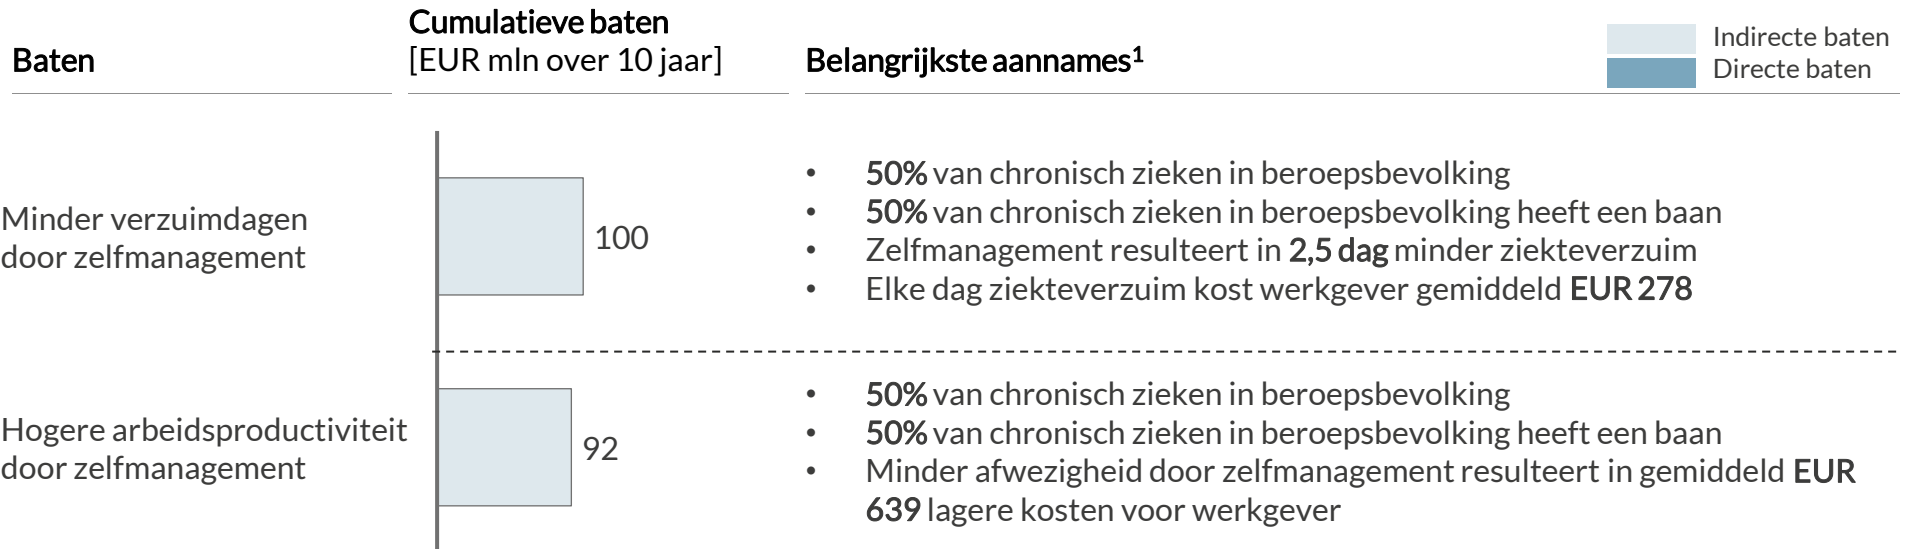 Baten
Cumulatieve baten
[EUR mln over 10 jaar]
Belangrijkste aannames¹
Indirecte baten
Directe baten
Minder verzuimdagen
door zelfmanagement
100
• 50% van chronisch zieken in beroepsbevolking
• 50% van chronisch zieken in beroepsbevolking heeft een baan
• Zelfmanagement resulteert in 2,5 dag minder ziekteverzuim
• Elke dag ziekteverzuim kost werkgever gemiddeld EUR 278
Hogere arbeidsproductiviteit
door zelfmanagement
92
• 50% van chronisch zieken in beroepsbevolking
• 50% van chronisch zieken in beroepsbevolking heeft een baan
• Minder afwezigheid door zelfmanagement resulteert in gemiddeld EUR
639 lagere kosten voor werkgever